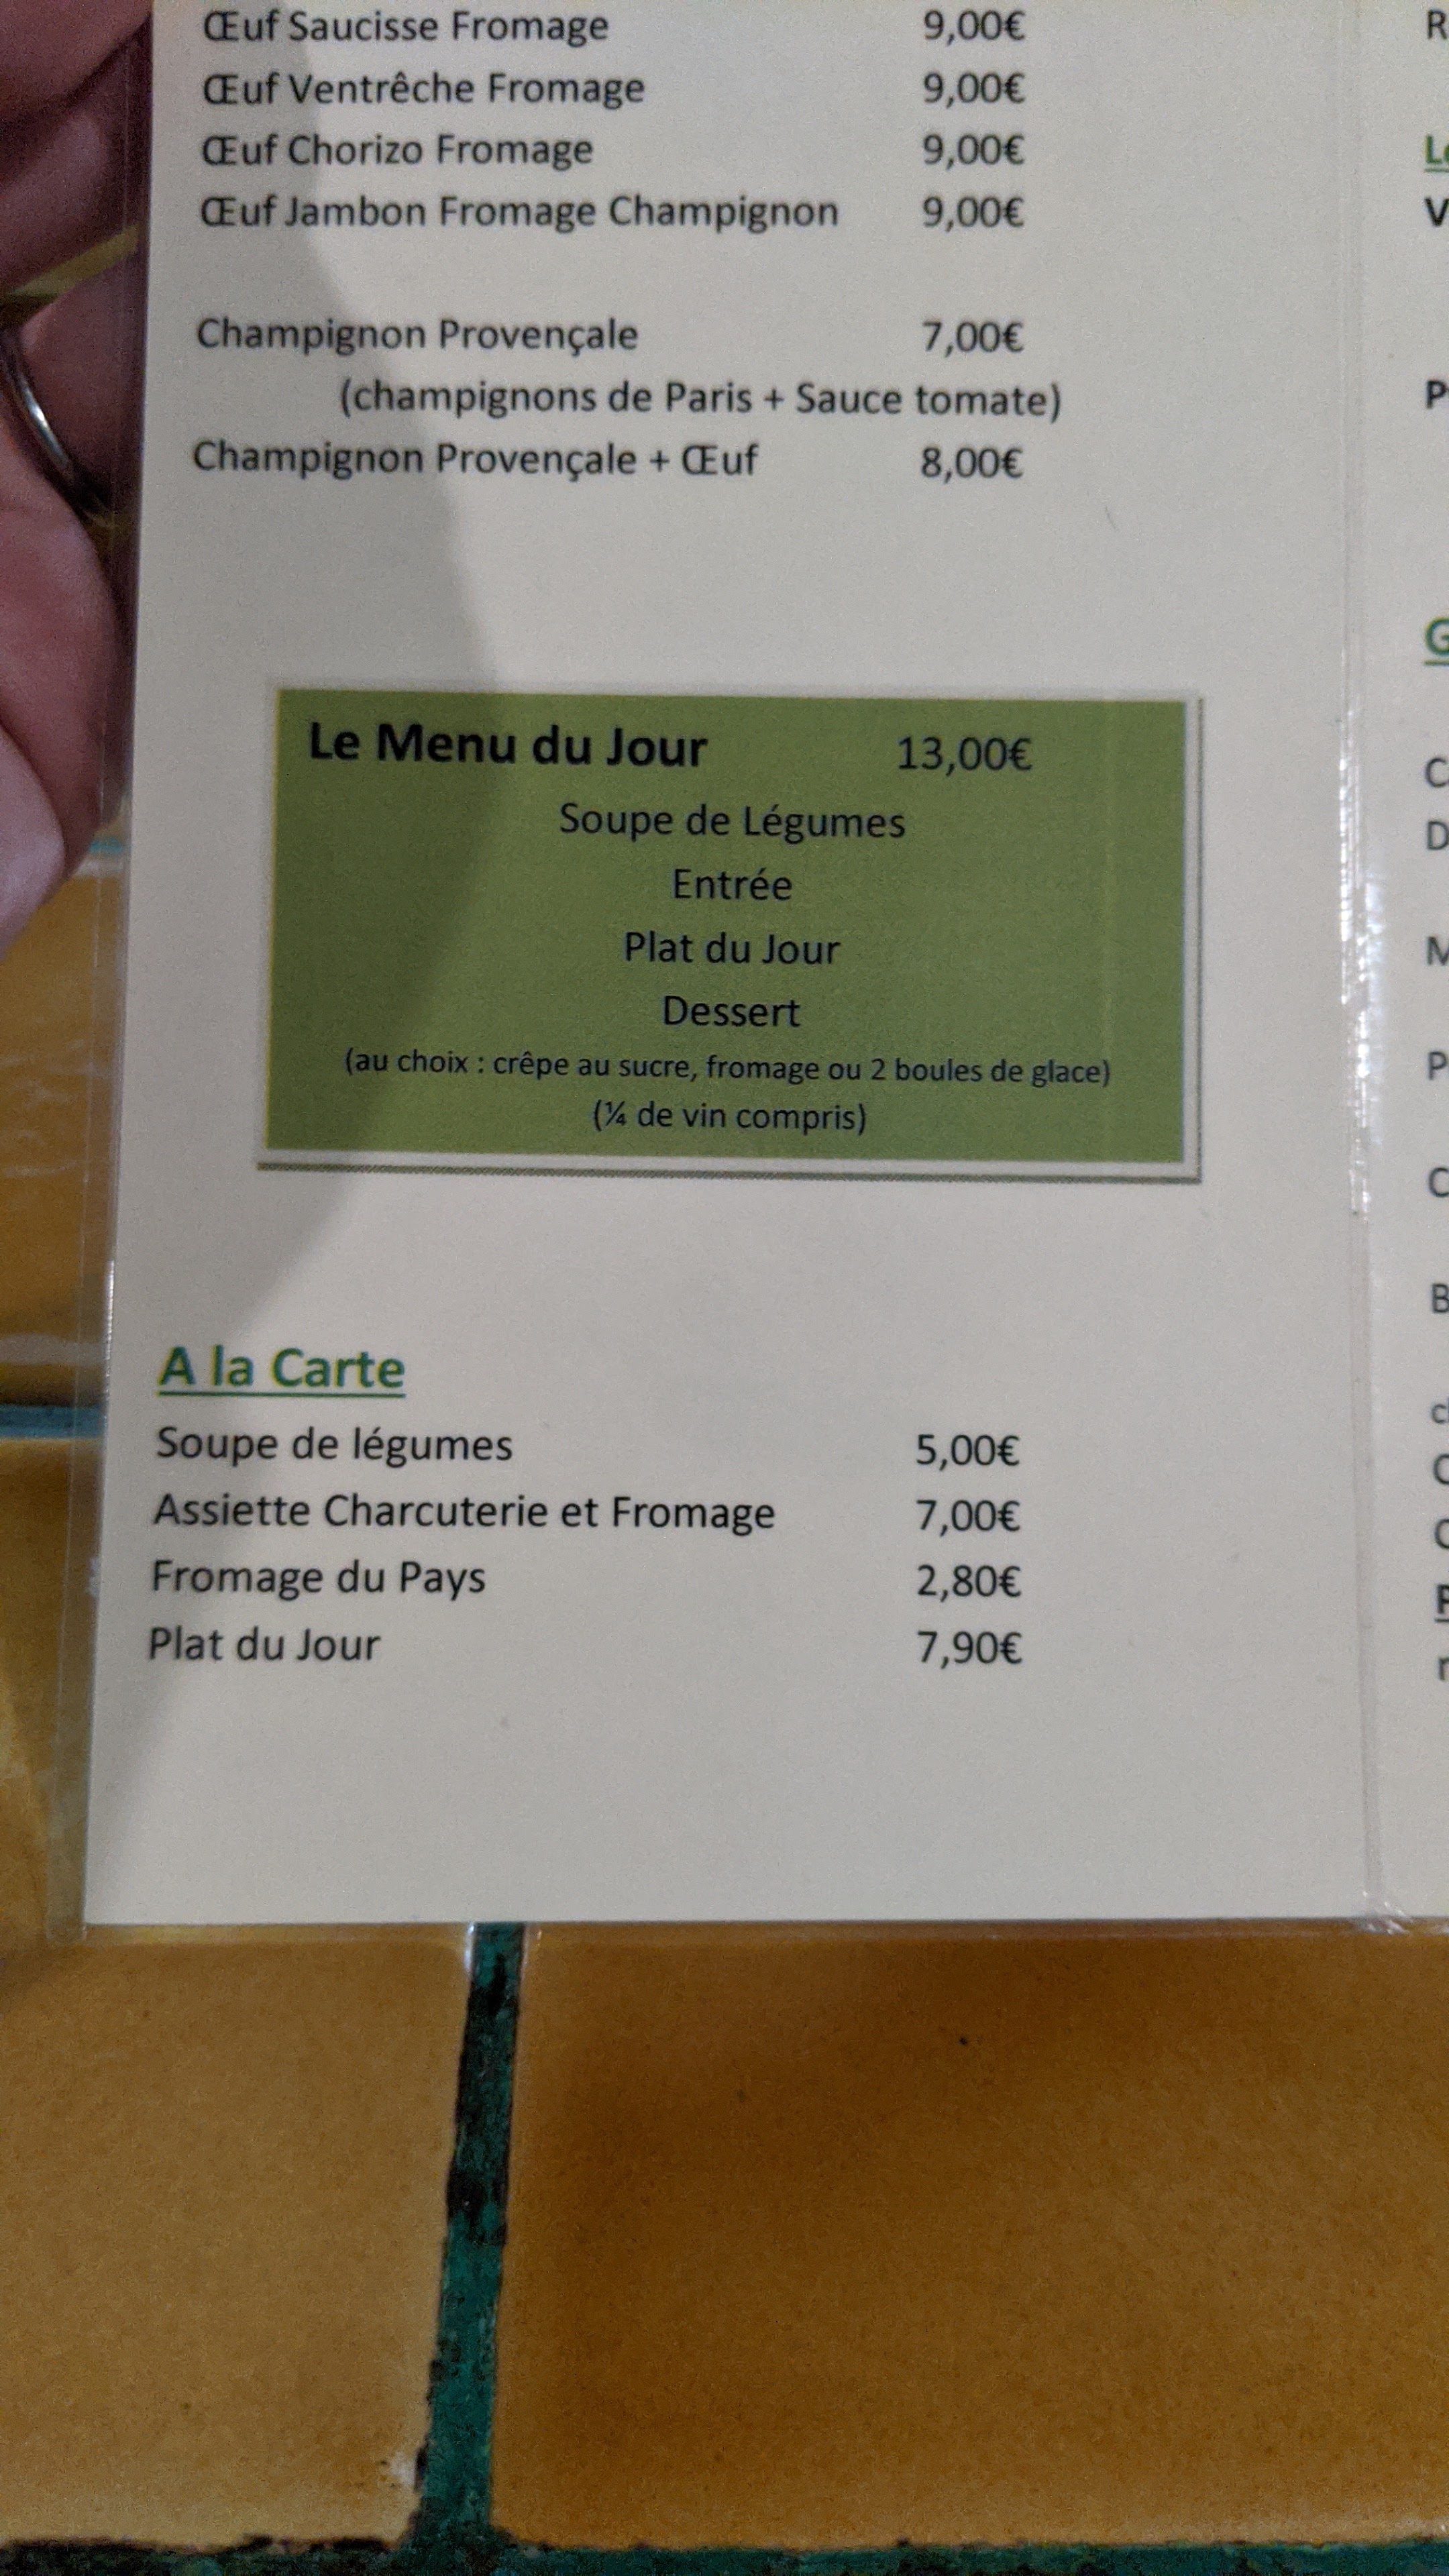 Œuf Saucisse Fromage 9,00€
Œuf Ventrêche Fromage 9,00€
Œuf Chorizo Fromage 9,00€
Œuf Jambon Fromage Champignon 9,00€
Champignon Provençale 7,00€
(champignons de Paris + Sauce tomate)
Champignon Provençale + Œuf 8,00€
Le Menu du Jour 13,00€
Soupe de Légumes
Entrée
Plat du Jour
Dessert
(au choix : crêpe au sucre, fromage ou 2 boules de glace)
(¼ de vin compris)
A la Carte
Soupe de légumes 5,00€
Assiette Charcuterie et Fromage 7,00€
Fromage du Pays 2,80€
Plat du Jour 7,90€